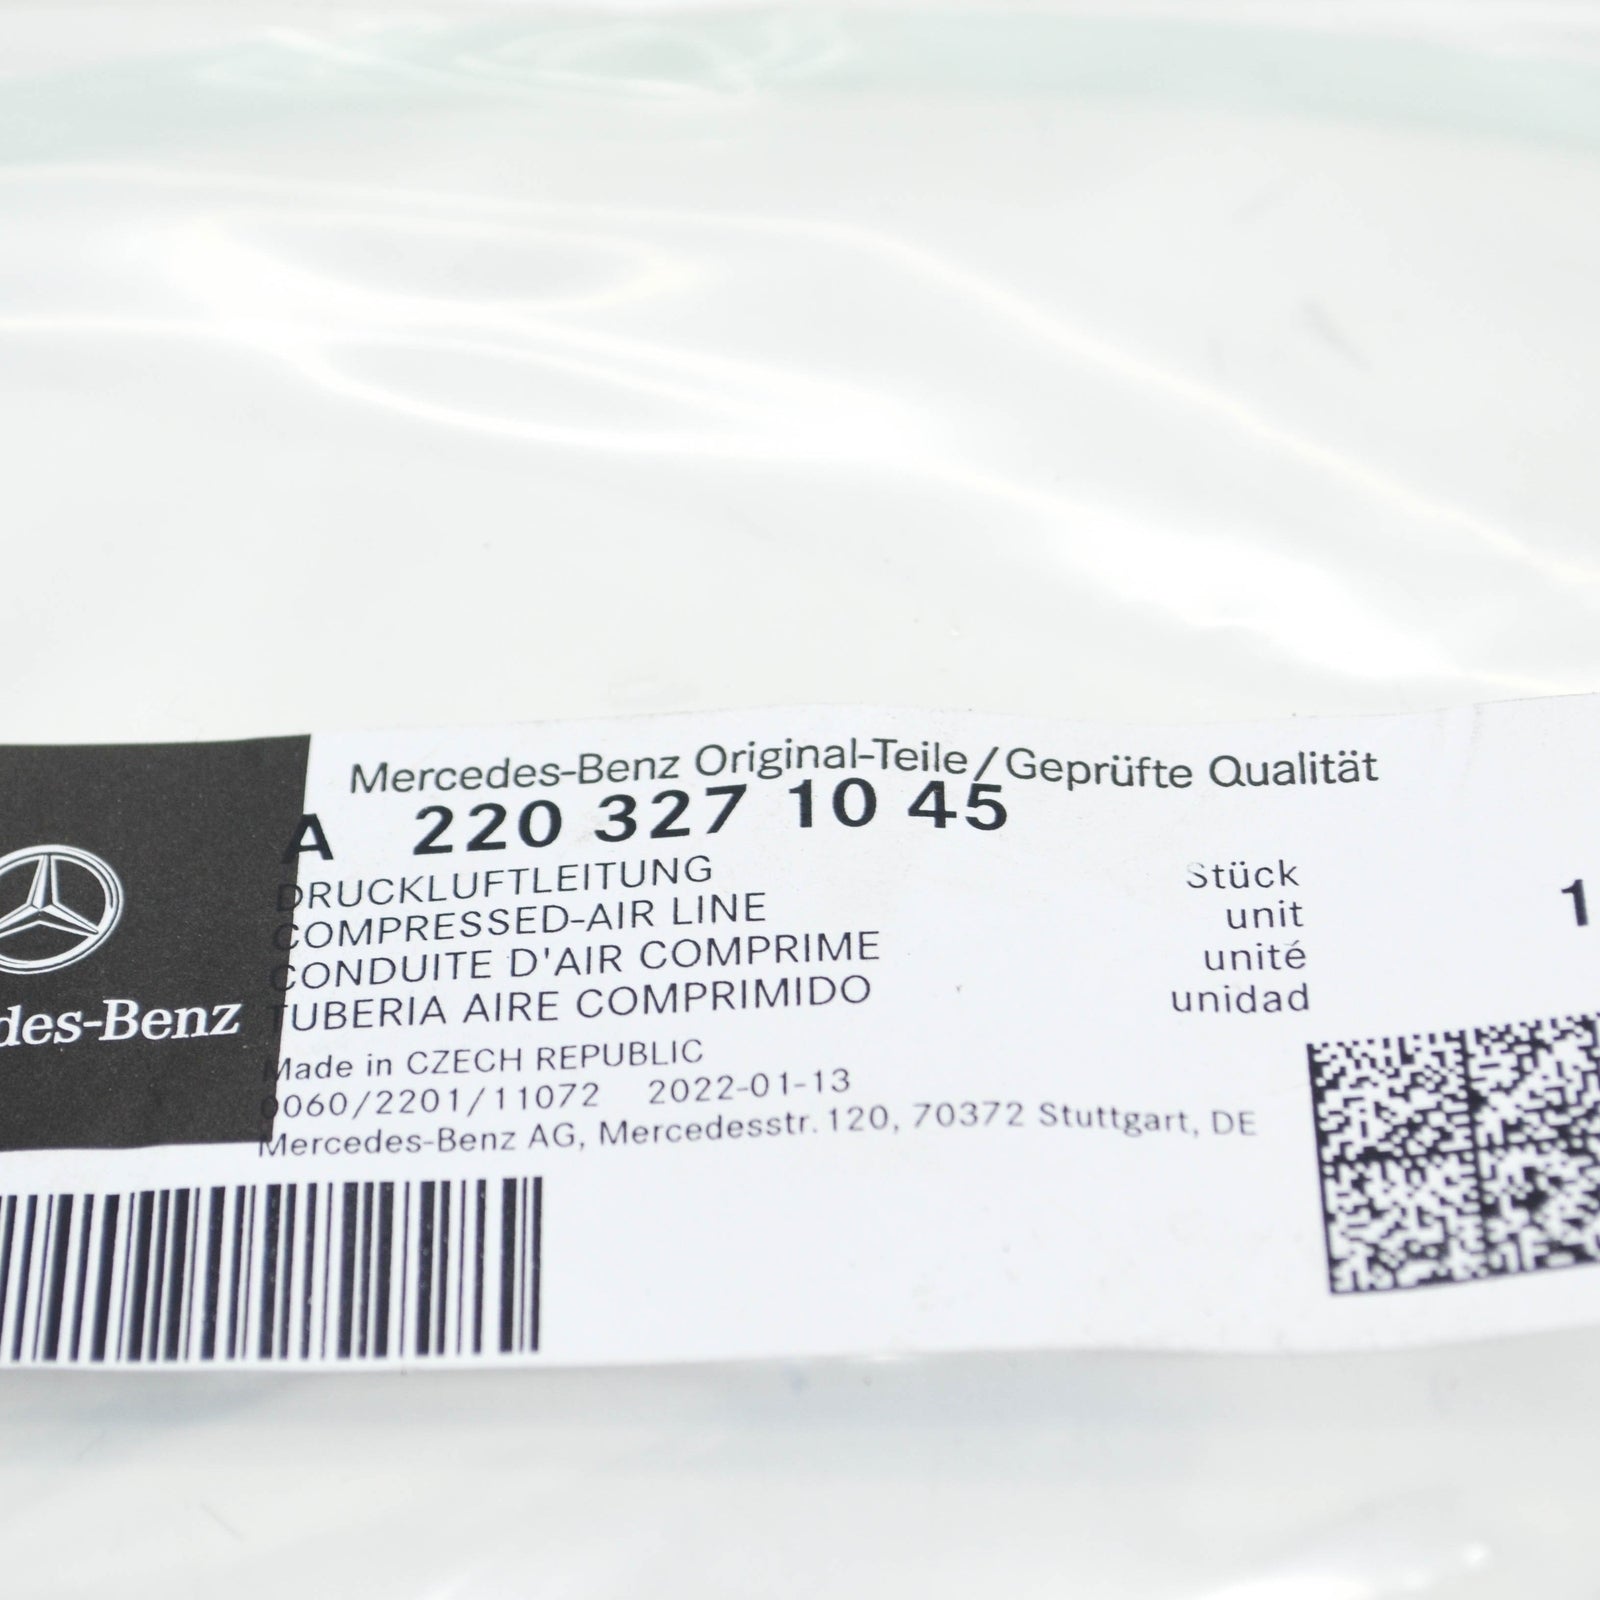 Mercedes-Benz Original-Teile/Geprüfte Qualität
A 220 327 10 45
DRUCKLUFTLEITUNG
COMPRESSED-AIR LINE
CONDUITE D'AIR COMPRIME
TUBERIA AIRE COMPRIMIDO
Stück
unit
unité
unidad
1
des-Benz
Made in CZECH REPUBLIC
0060/2201/11072 2022-01-13
Mercedes-Benz AG, Mercedesstr. 120, 70372 Stuttgart, DE